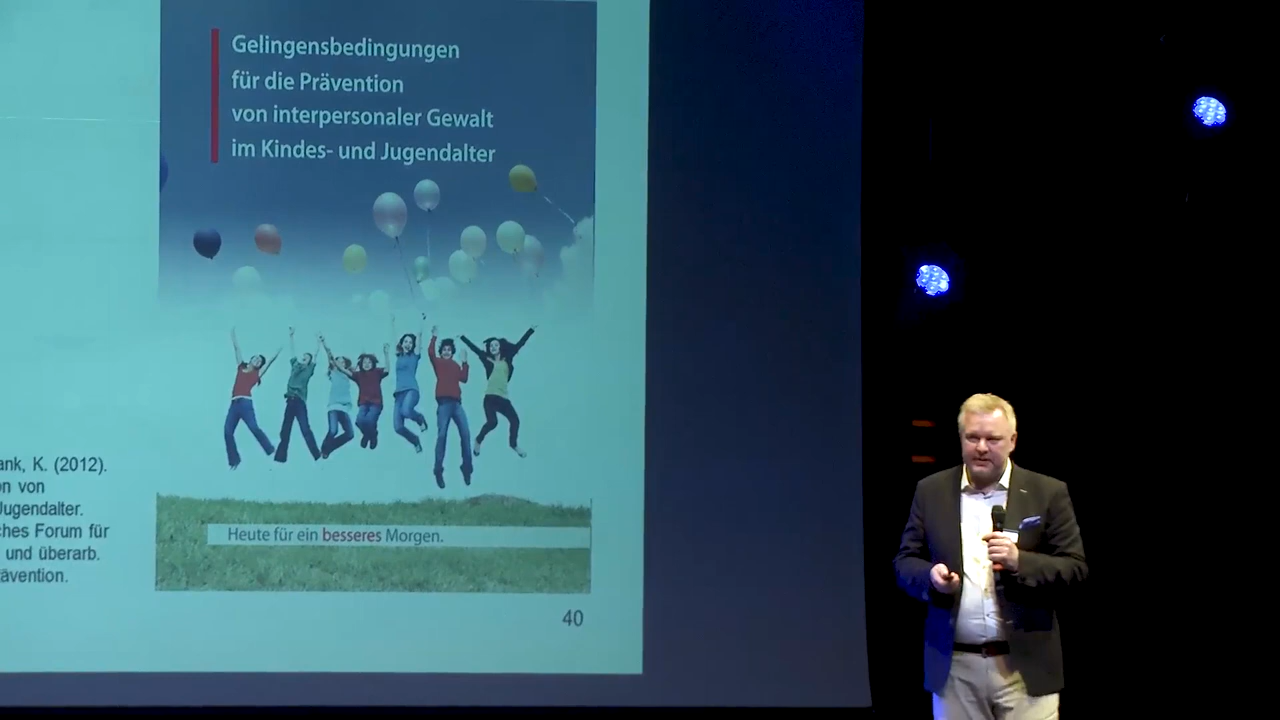 Gelingensbedingungen
für die Prävention
von interpersonaler Gewalt
im Kindes- und Jugendalter
ank, K. (2012).
on von
Jugendalter.
ches Forum für
und überarb.
ävention.
Heute für ein besseres Morgen.
40